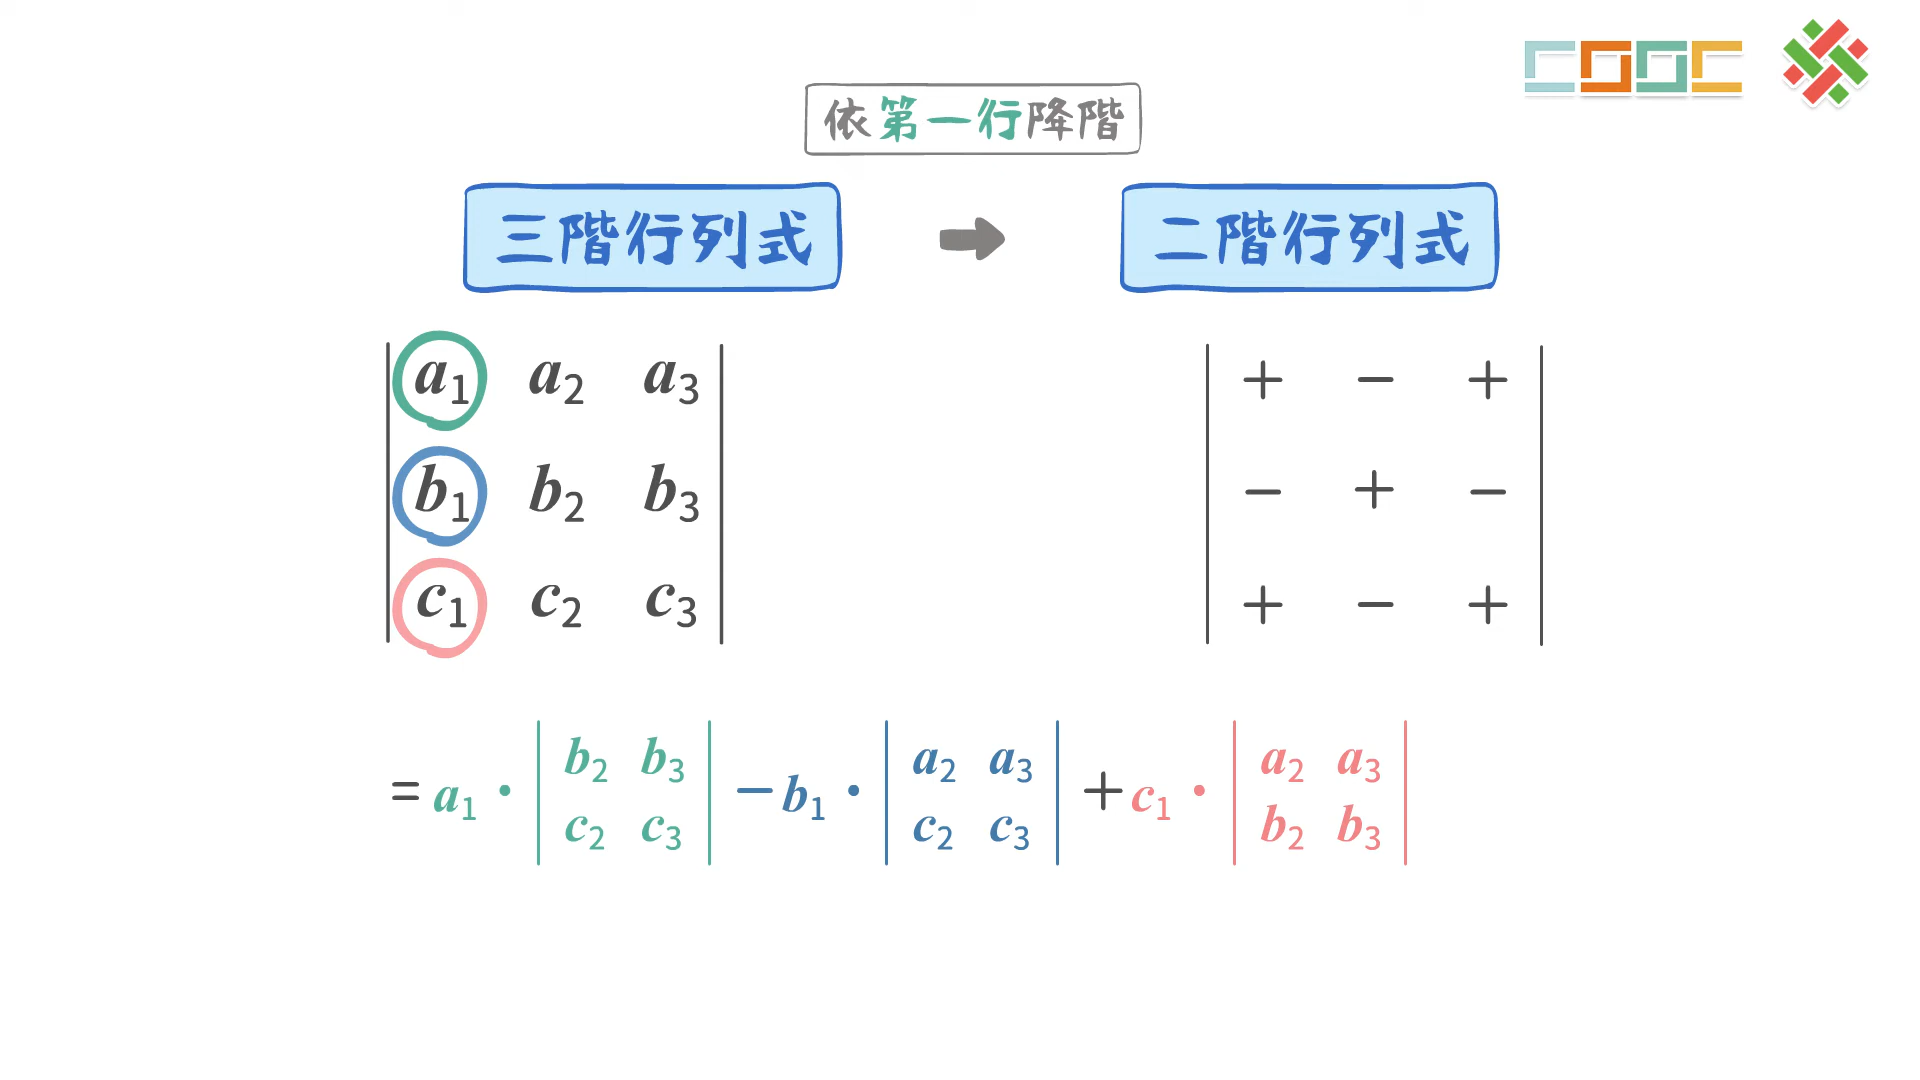 COSC
依第一行降階
三階行列式 ➡ 二階行列式
a₁ a₂ a₃ + − +
b₁ b₂ b₃ − + −
c₁ c₂ c₃ + − +
= a₁ · | b₂ b₃ | − b₁ · | a₂ a₃ | + c₁ · | a₂ a₃ |
| c₂ c₃ | | c₂ c₃ | | b₂ b₃ |